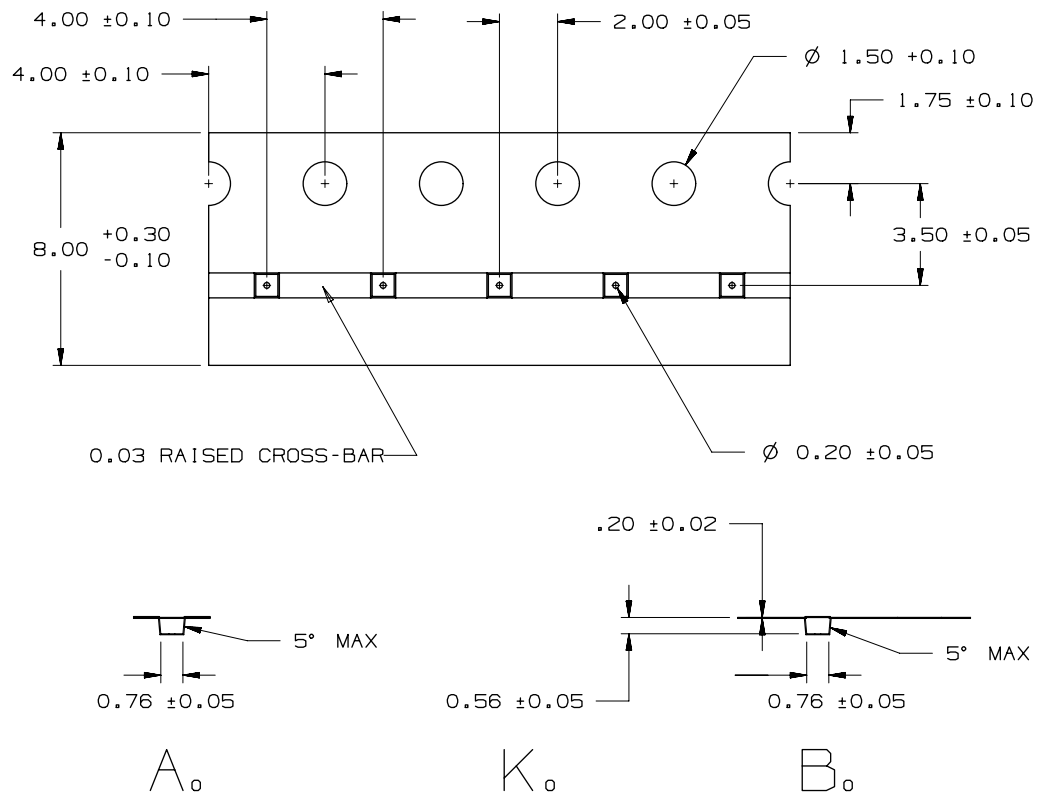 4.00 ±0.10
2.00 ±0.05
4.00 ±0.10
Ø 1.50 +0.10
1.75 ±0.10
8.00 +0.30 -0.10
3.50 ±0.05
0.03 RAISED CROSS-BAR
Ø 0.20 ±0.05
.20 ±0.02
5° MAX
5° MAX
0.76 ±0.05
0.56 ±0.05
0.76 ±0.05
Ao
Ko
Bo